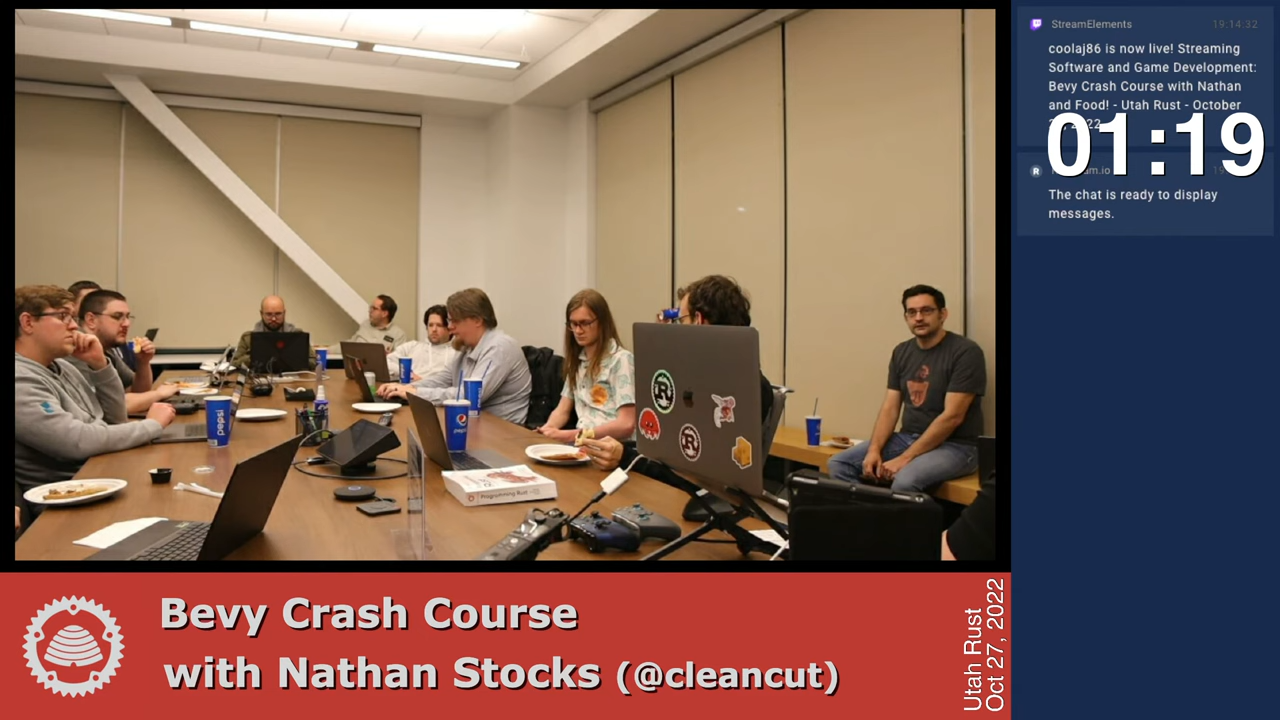 StreamElements
19:14:32
coolaj86 is now live! Streaming
Software and Game Development:
Bevy Crash Course with Nathan
and Food! - Utah Rust - October
01:19
The chat is ready to display
messages.
pepsi
pepsi
Programming Rust
R
R
Bevy Crash Course
with Nathan Stocks (@cleancut)
Utah Rust
Oct 27, 2022